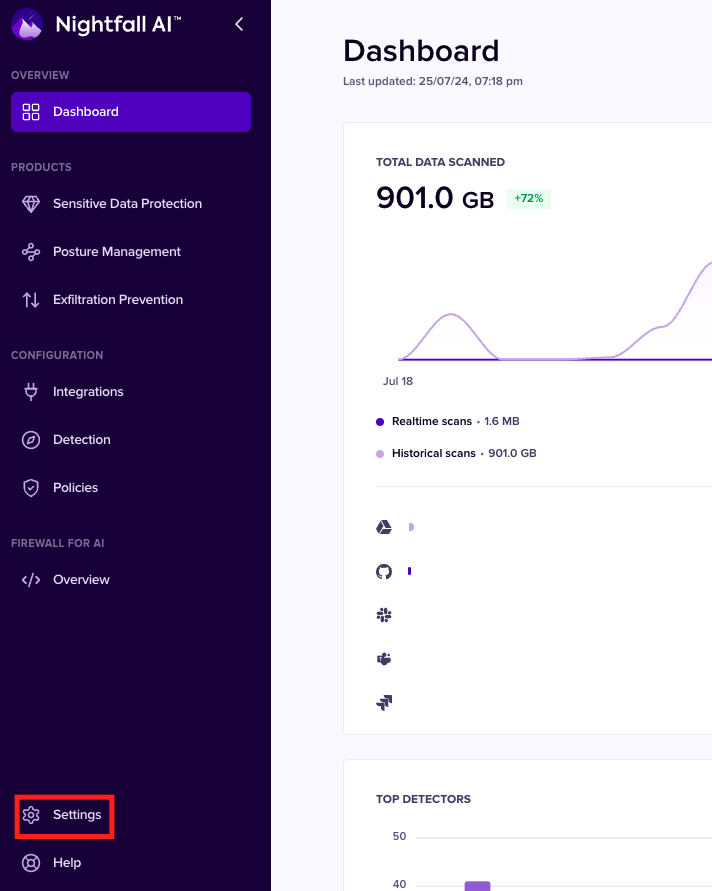 Nightfall AI™
OVERVIEW
Dashboard
PRODUCTS
Sensitive Data Protection
Posture Management
Exfiltration Prevention
CONFIGURATION
Integrations
Detection
Policies
FIREWALL FOR AI
Overview
Settings
Help
Dashboard
Last updated: 25/07/24, 07:18 pm
TOTAL DATA SCANNED
901.0 GB +72%
Jul 18
Realtime scans • 1.6 MB
Historical scans • 901.0 GB
TOP DETECTORS
50
40